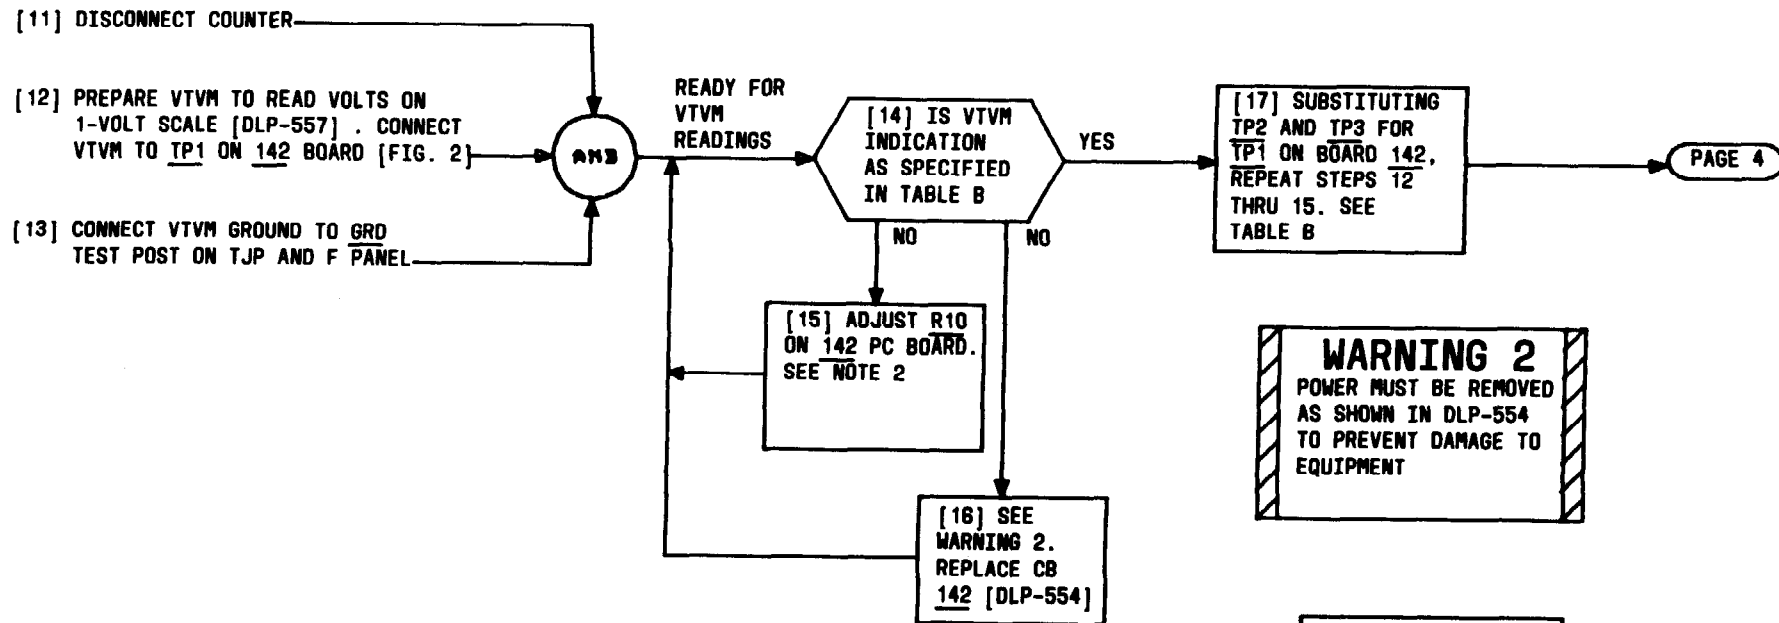 [11] DISCONNECT COUNTER
[12] PREPARE VTVM TO READ VOLTS ON
1-VOLT SCALE [DLP-557] . CONNECT
VTVM TO TP1 ON 142 BOARD [FIG. 2]
[13] CONNECT VTVM GROUND TO GRD
TEST POST ON TJP AND F PANEL
AND
READY FOR
VTVM
READINGS
[14] IS VTVM
INDICATION
AS SPECIFIED
IN TABLE B
YES
NO
NO
[15] ADJUST R10
ON 142 PC BOARD.
SEE NOTE 2
[16] SEE
WARNING 2.
REPLACE CB
142 [DLP-554]
[17] SUBSTITUTING
TP2 AND TP3 FOR
TP1 ON BOARD 142,
REPEAT STEPS 12
THRU 15. SEE
TABLE B
PAGE 4
WARNING 2
POWER MUST BE REMOVED
AS SHOWN IN DLP-554
TO PREVENT DAMAGE TO
EQUIPMENT